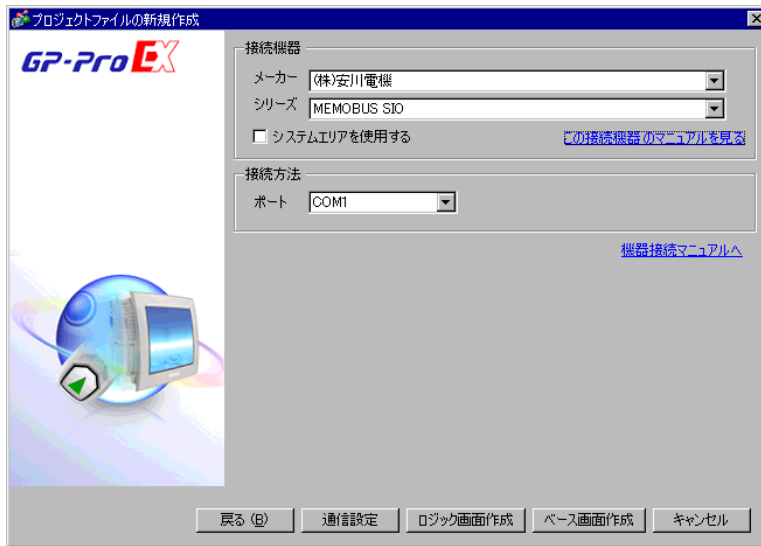 プロジェクトファイルの新規作成
GP-Pro EX
接続機器
メーカー (株)安川電機
シリーズ MEMOBUS SIO
システムエリアを使用する この接続機器のマニュアルを見る
接続方法
ポート COM1
機器接続マニュアルへ
戻る (B) 通信設定 ロジック画面作成 ベース画面作成 キャンセル